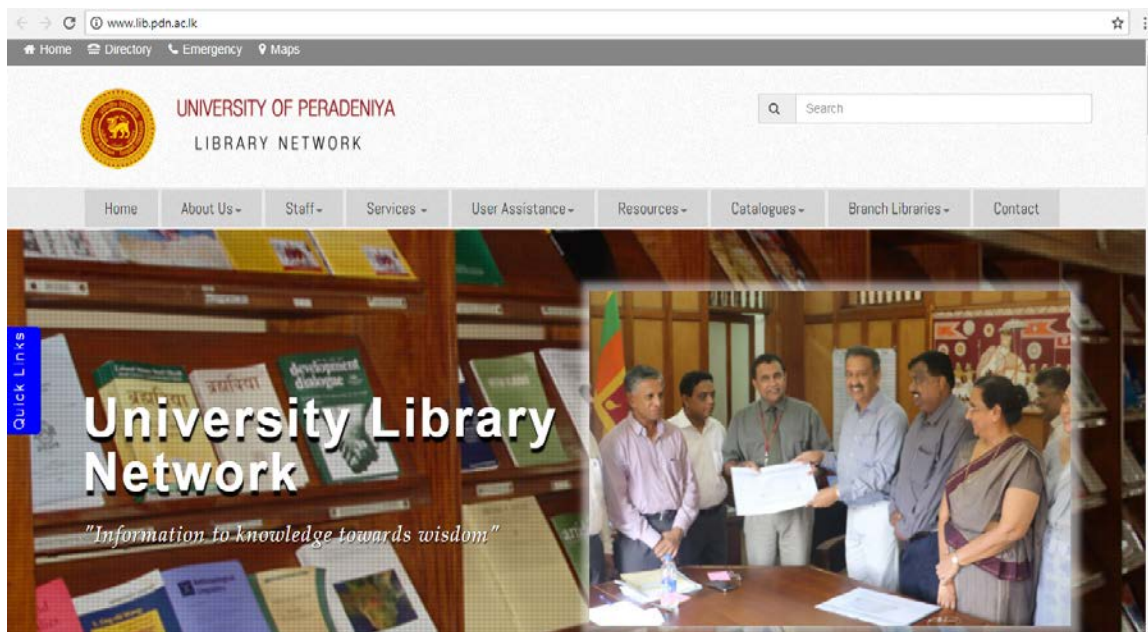 www.lib.pdn.ac.lk
Home Directory Emergency Maps
UNIVERSITY OF PERADENIYA
LIBRARY NETWORK
Search
Home About Us Staff Services User Assistance Resources Catalogues Branch Libraries Contact
Quick Links
development
dialogue
University Library
Network
"Information to knowledge towards wisdom"